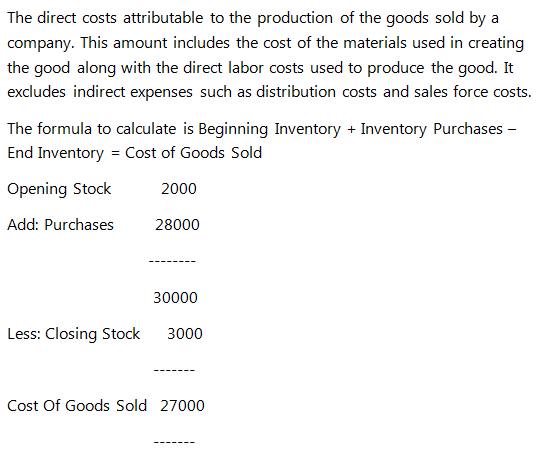 The direct costs attributable to the production of the goods sold by a
company. This amount includes the cost of the materials used in creating
the good along with the direct labor costs used to produce the good. It
excludes indirect expenses such as distribution costs and sales force costs.
The formula to calculate is Beginning Inventory + Inventory Purchases –
End Inventory = Cost of Goods Sold
Opening Stock 2000
Add: Purchases 28000
--------
30000
Less: Closing Stock 3000
-------
Cost Of Goods Sold 27000
-------